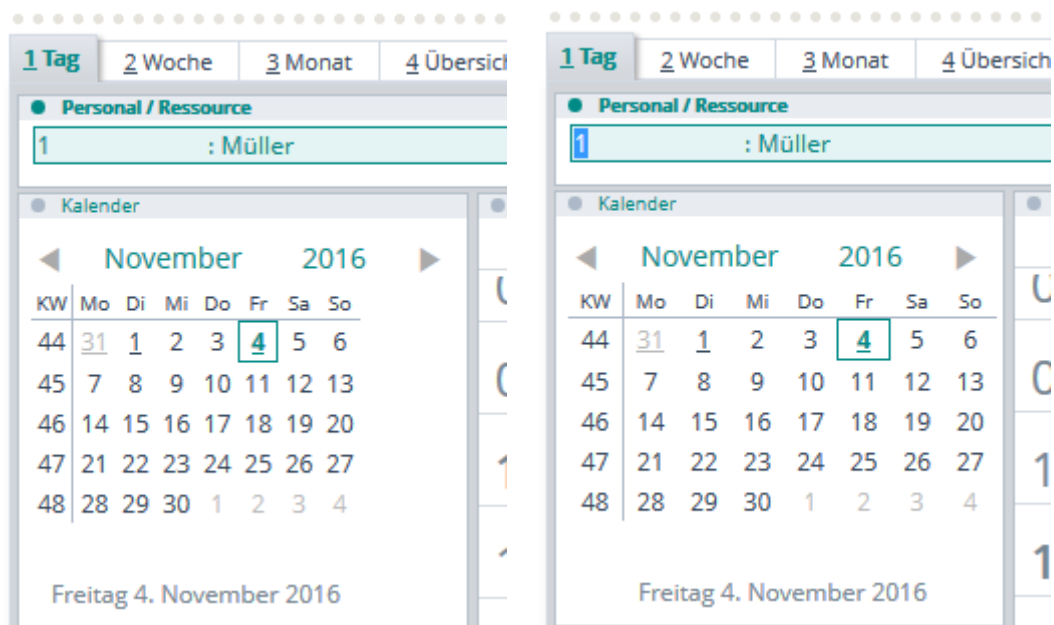 1 Tag 2 Woche 3 Monat 4 Übersich
Personal / Ressource
1 : Müller
Kalender
November 2016
KW Mo Di Mi Do Fr Sa So
44 31 1 2 3 4 5 6
45 7 8 9 10 11 12 13
46 14 15 16 17 18 19 20
47 21 22 23 24 25 26 27
48 28 29 30 1 2 3 4
Freitag 4. November 2016
1 Tag 2 Woche 3 Monat 4 Übersich
Personal / Ressource
1 : Müller
Kalender
November 2016
KW Mo Di Mi Do Fr Sa So
44 31 1 2 3 4 5 6
45 7 8 9 10 11 12 13
46 14 15 16 17 18 19 20
47 21 22 23 24 25 26 27
48 28 29 30 1 2 3 4
Freitag 4. November 2016
1
1